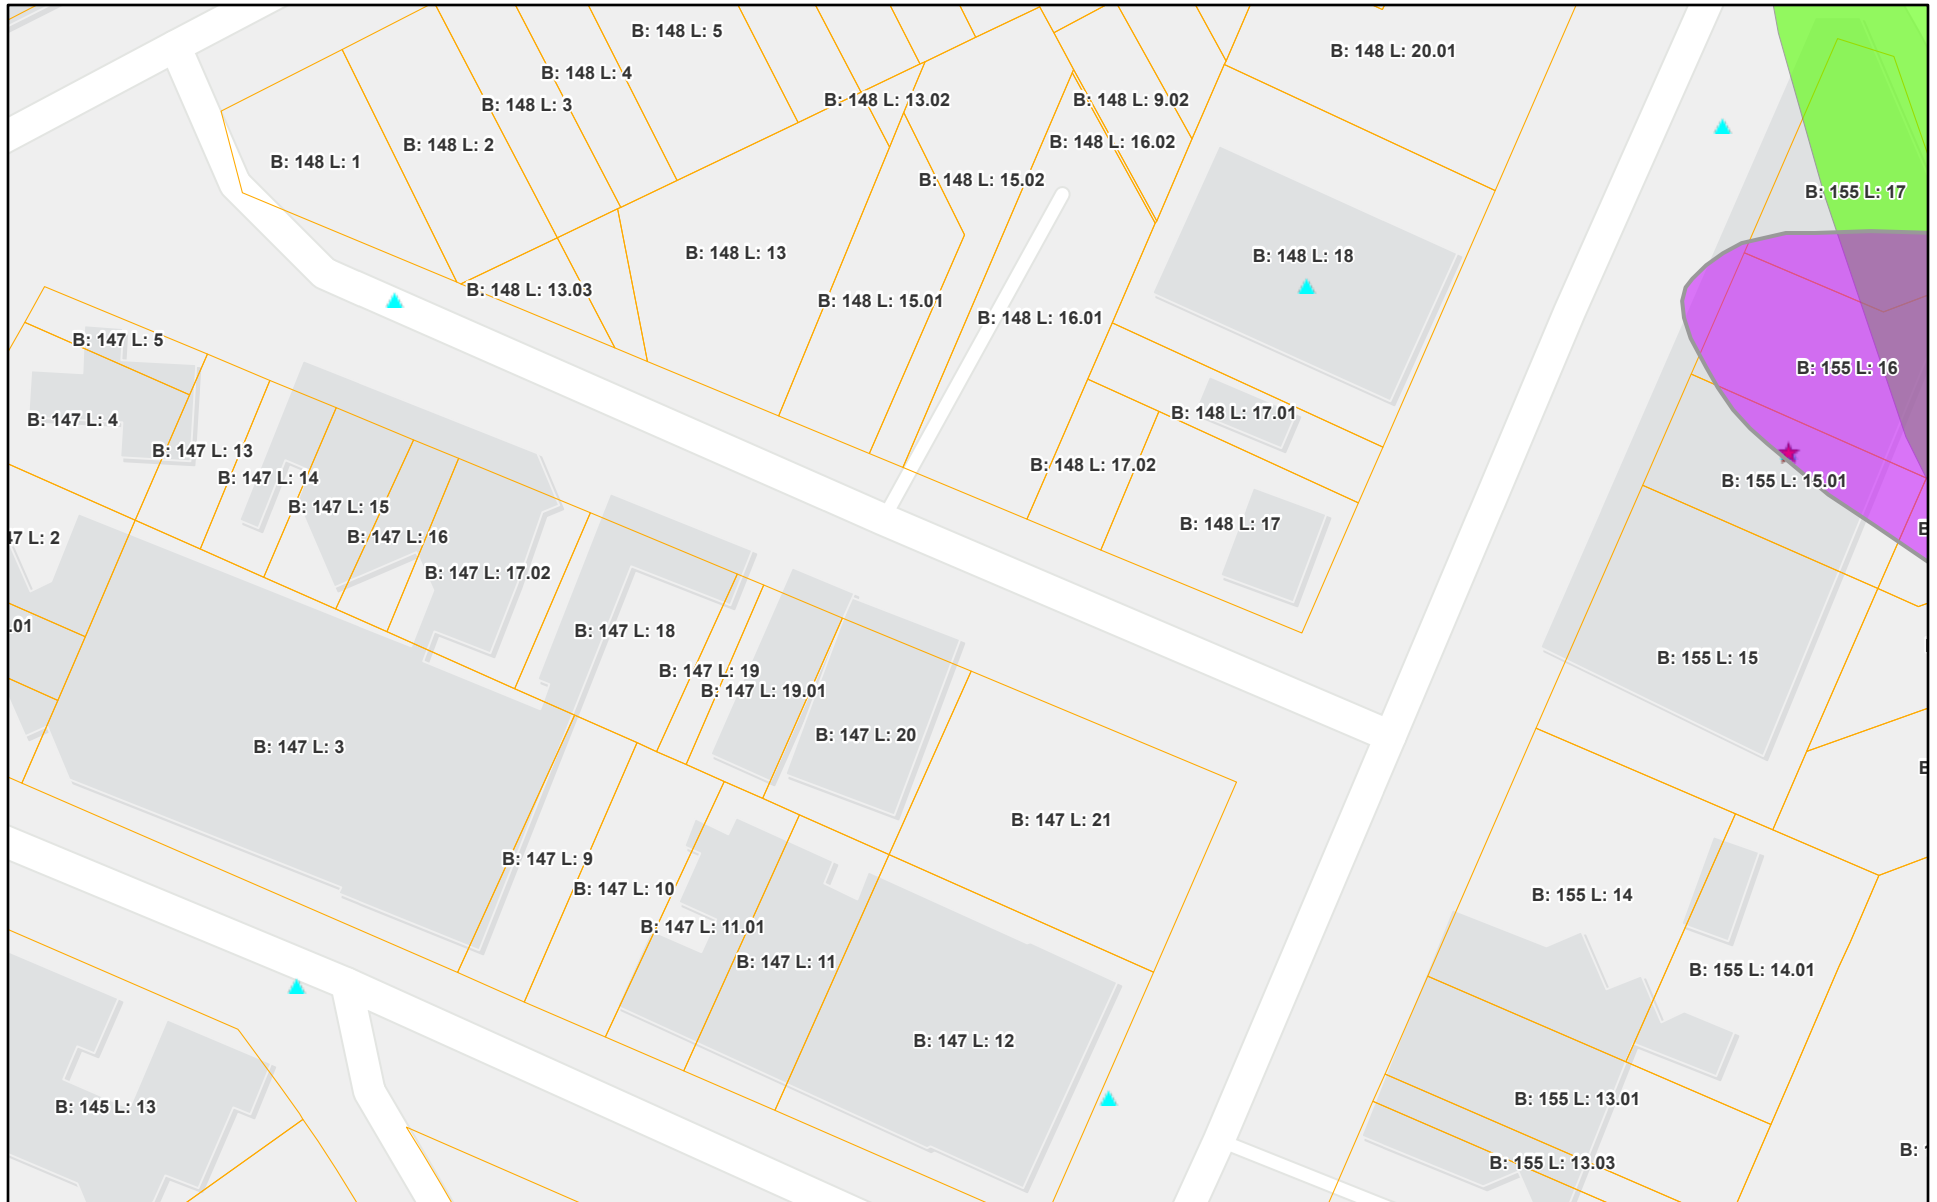 B: 148 L: 5
B: 148 L: 20.01
B: 148 L: 4
B: 148 L: 3
B: 148 L: 13.02
B: 148 L: 9.02
B: 148 L: 2
B: 148 L: 16.02
B: 148 L: 1
B: 148 L: 15.02
B: 155 L: 17
B: 148 L: 13
B: 148 L: 18
B: 148 L: 13.03
B: 148 L: 15.01
B: 148 L: 16.01
B: 147 L: 5
B: 155 L: 16
B: 147 L: 4
B: 148 L: 17.01
B: 147 L: 13
B: 148 L: 17.02
B: 147 L: 14
B: 155 L: 15.01
B: 147 L: 15
B: 148 L: 17
B: 147 L: 16
47 L: 2
B: 147 L: 17.02
.01
B: 147 L: 18
B: 155 L: 15
B: 147 L: 19
B: 147 L: 19.01
B: 147 L: 20
B: 147 L: 3
B: 147 L: 21
B: 147 L: 9
B: 147 L: 10
B: 155 L: 14
B: 147 L: 11.01
B: 147 L: 11
B: 155 L: 14.01
B: 147 L: 12
B: 155 L: 13.01
B: 145 L: 13
B:
B: 155 L: 13.03